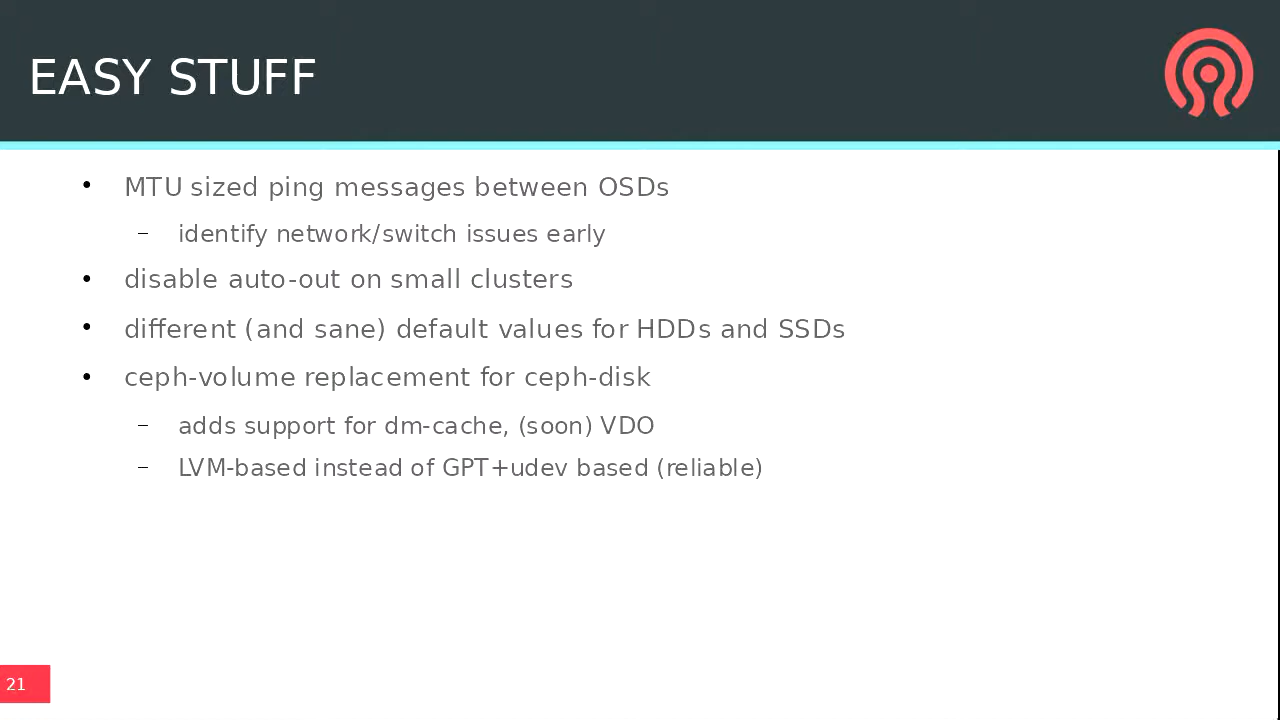 EASY STUFF
• MTU sized ping messages between OSDs
– identify network/switch issues early
• disable auto-out on small clusters
• different (and sane) default values for HDDs and SSDs
• ceph-volume replacement for ceph-disk
– adds support for dm-cache, (soon) VDO
– LVM-based instead of GPT+udev based (reliable)
21